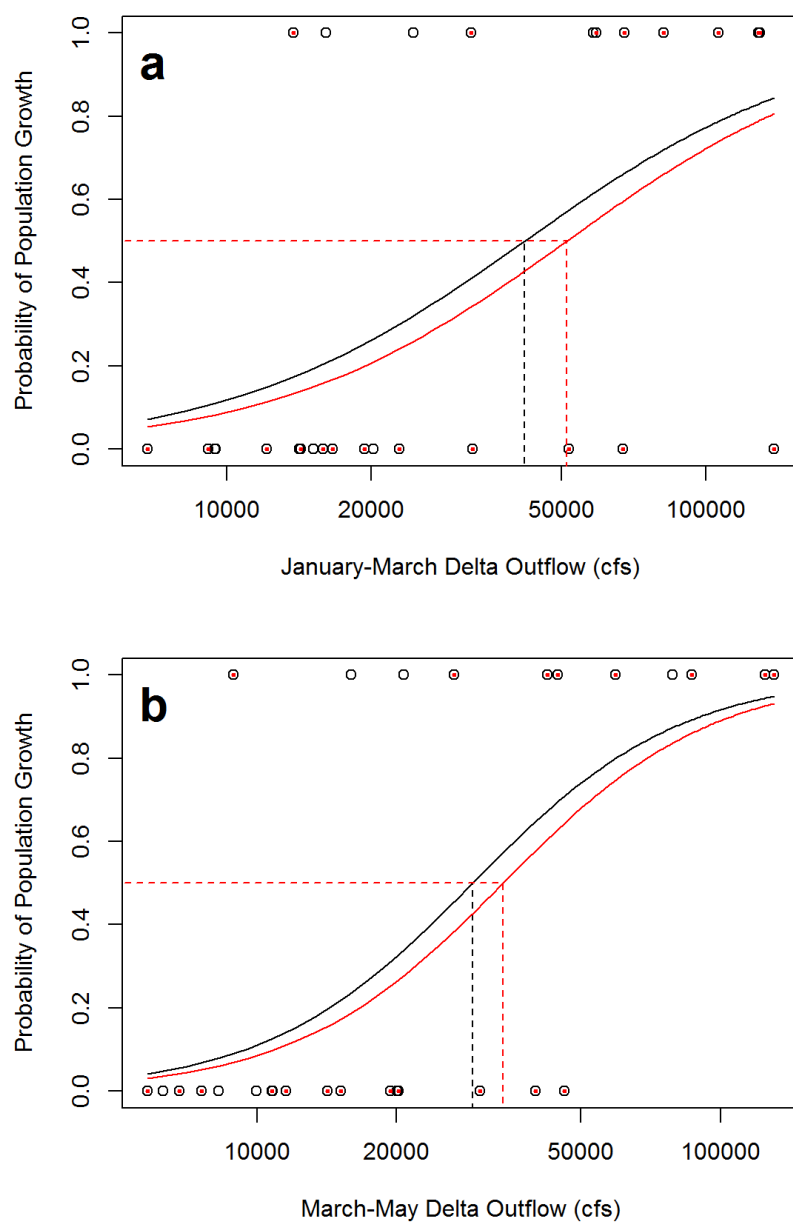 a
Probability of Population Growth
1.0
0.8
0.6
0.4
0.2
0.0
10000 20000 50000 100000
January-March Delta Outflow (cfs)
b
Probability of Population Growth
1.0
0.8
0.6
0.4
0.2
0.0
10000 20000 50000 100000
March-May Delta Outflow (cfs)